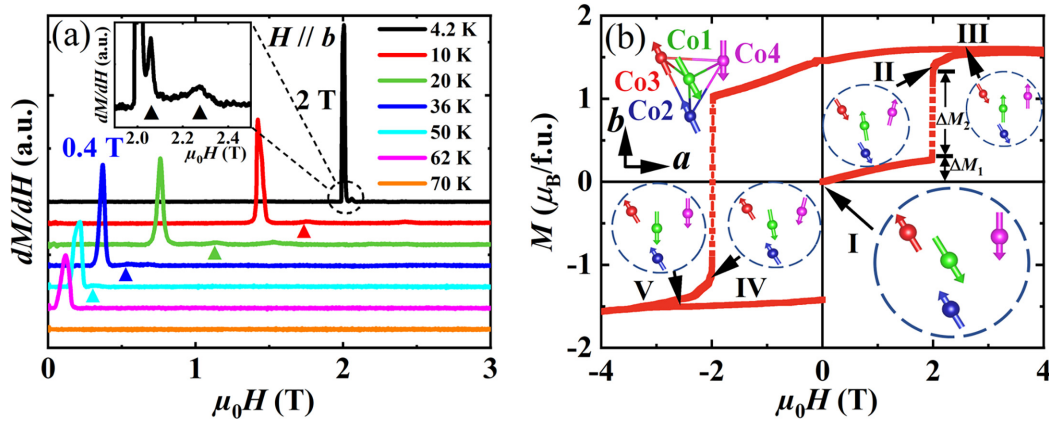 (a)
dM/dH (a.u.)
2.0
2.2
2.4
μ₀H (T)
H // b
2 T
0.4 T
4.2 K
10 K
20 K
36 K
50 K
62 K
70 K
dM/dH (a.u.)
0
1
2
3
μ₀H (T)
(b)
Co1
Co4
Co3
Co2
b
a
III
II
ΔM₂
ΔM₁
I
V
IV
M (μB/f.u.)
2
1
0
-1
-2
-4
-2
0
2
4
μ₀H (T)